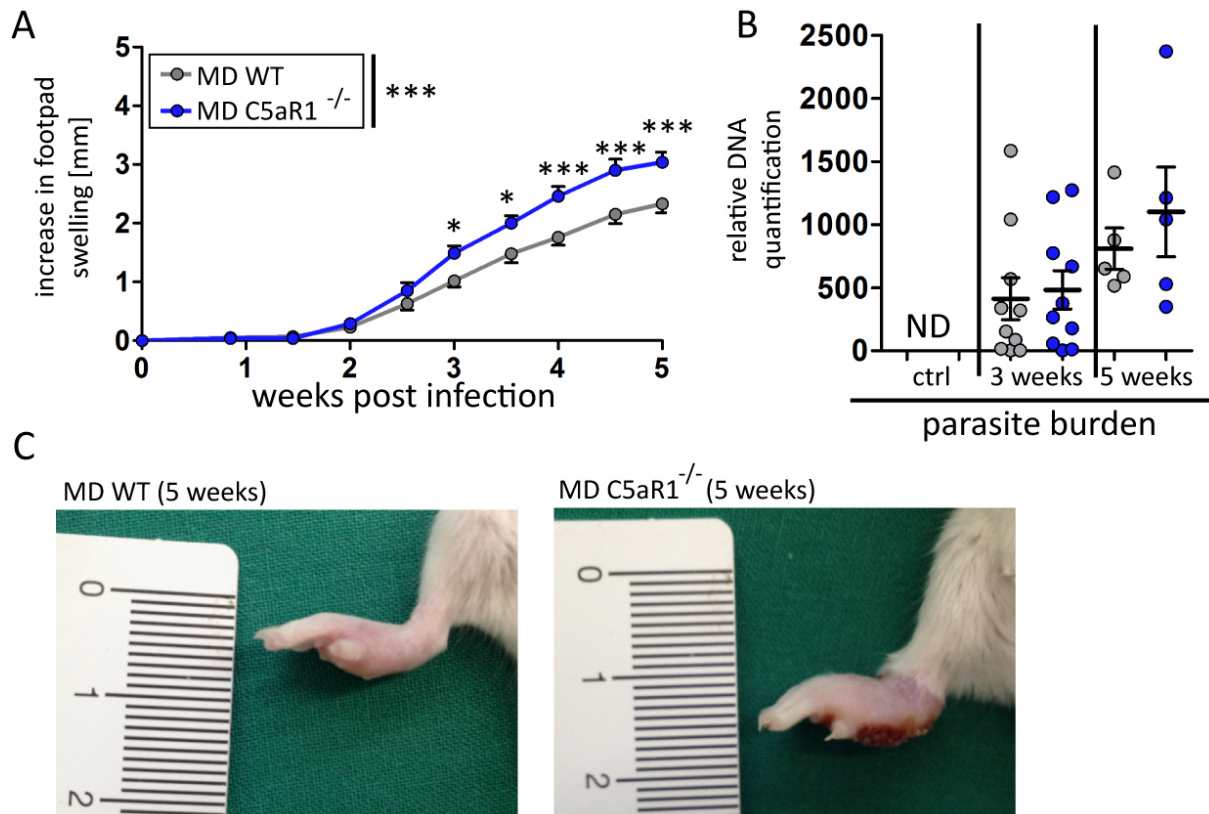 A
5
4
3
2
1
0
increase in footpad
swelling [mm]
MD WT
MD C5aR1 -/-
***
*
*
***
***
***
0 1 2 3 4 5
weeks post infection
B
2500
2000
1500
1000
500
0
relative DNA
quantification
ND
ctrl 3 weeks 5 weeks
parasite burden
C
MD WT (5 weeks)
0
1
2
MD C5aR1-/- (5 weeks)
0
1
2